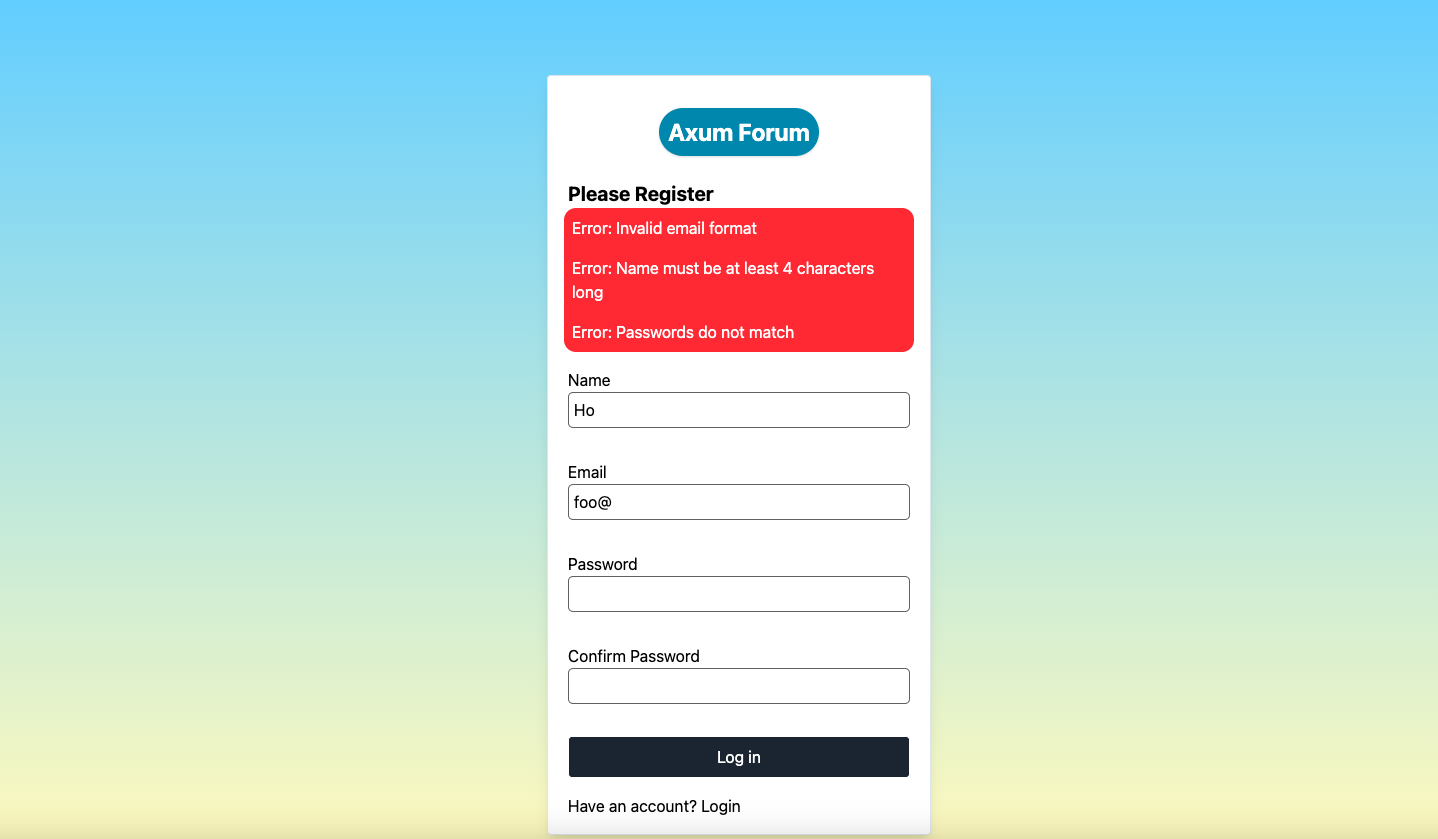 Axum Forum
Please Register
Error: Invalid email format
Error: Name must be at least 4 characters
long
Error: Passwords do not match
Name
Ho
Email
foo@
Password
Confirm Password
Log in
Have an account? Login